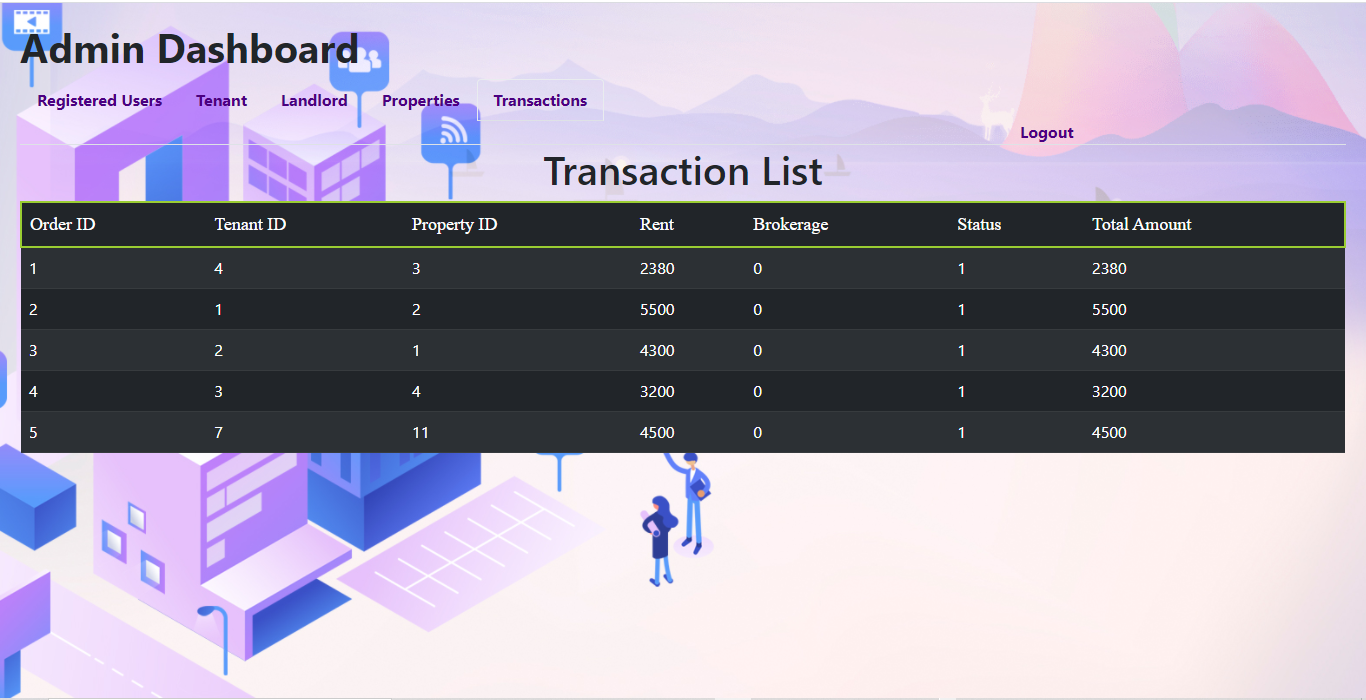 Admin Dashboard
Registered Users Tenant Landlord Properties Transactions
Logout
Transaction List
Order ID Tenant ID Property ID Rent Brokerage Status Total Amount
1 4 3 2380 0 1 2380
2 1 2 5500 0 1 5500
3 2 1 4300 0 1 4300
4 3 4 3200 0 1 3200
5 7 11 4500 0 1 4500